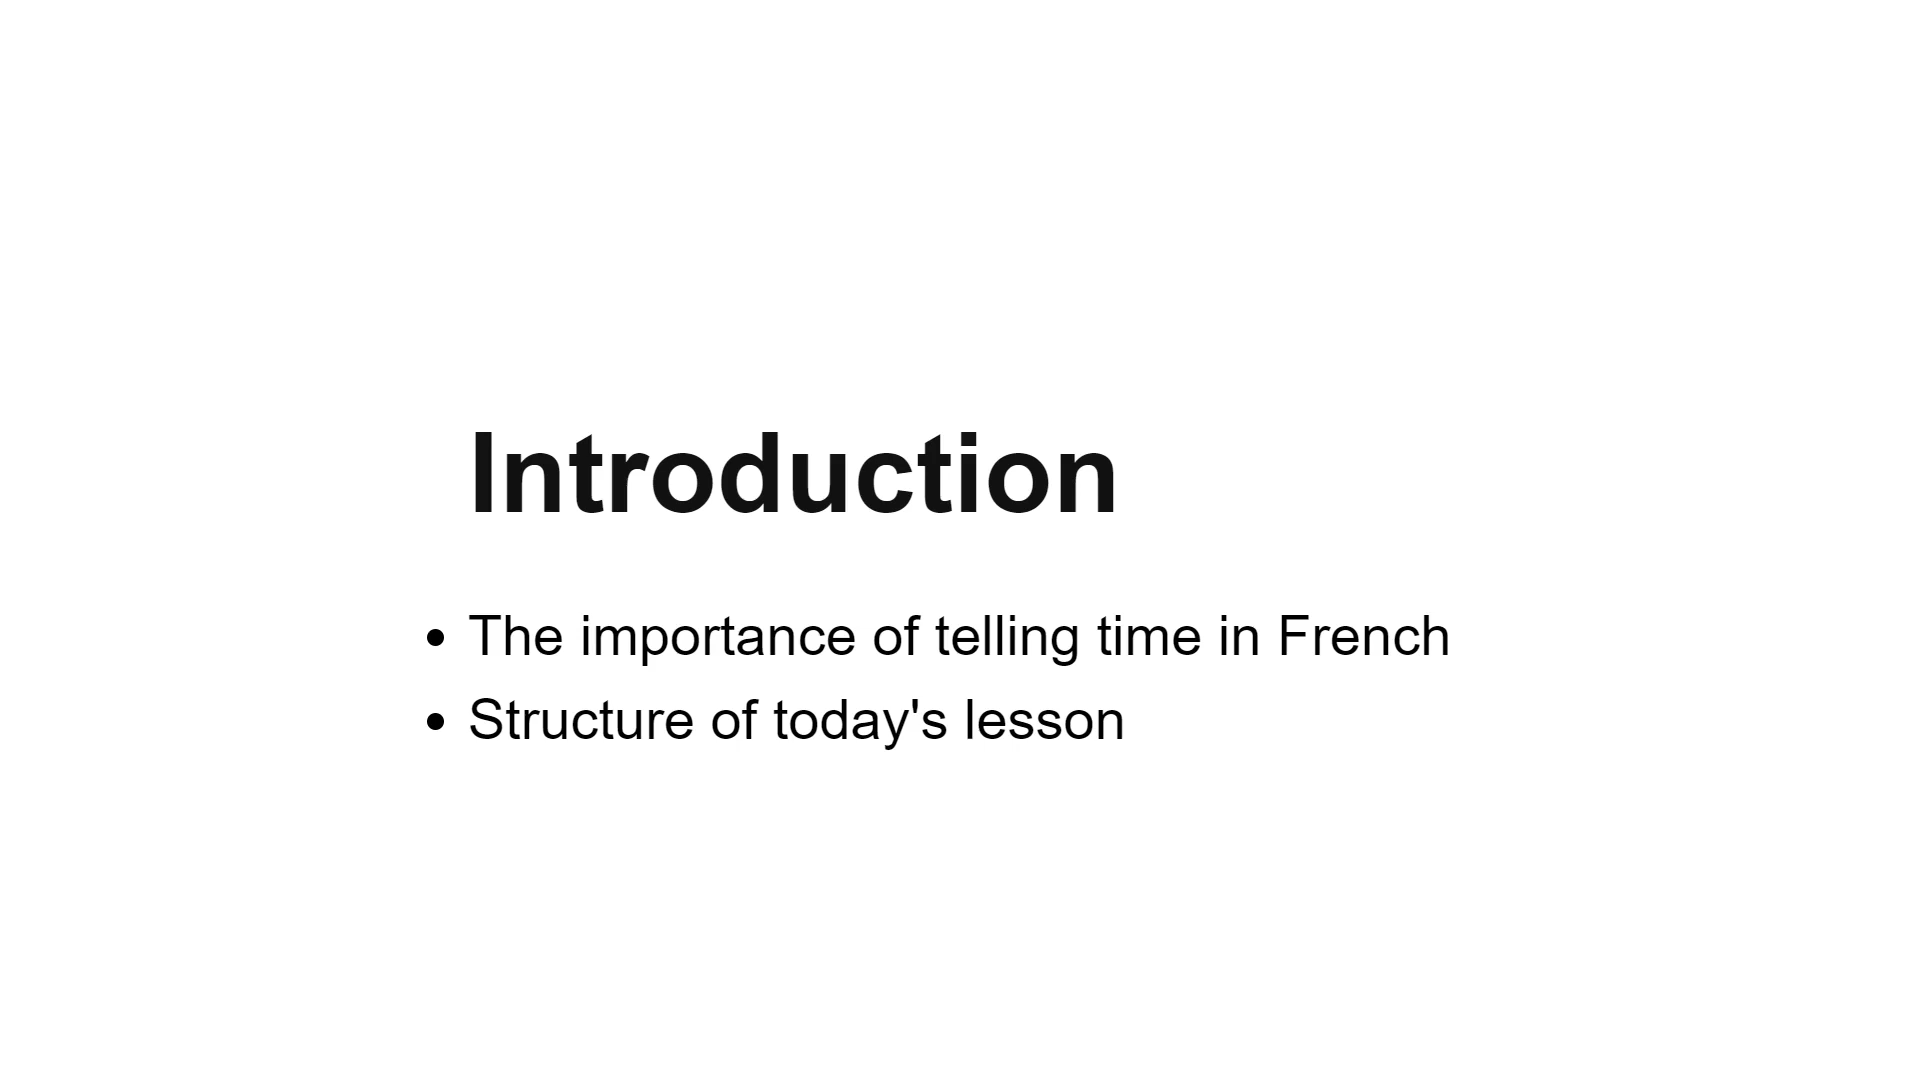 Introduction
• The importance of telling time in French
• Structure of today's lesson